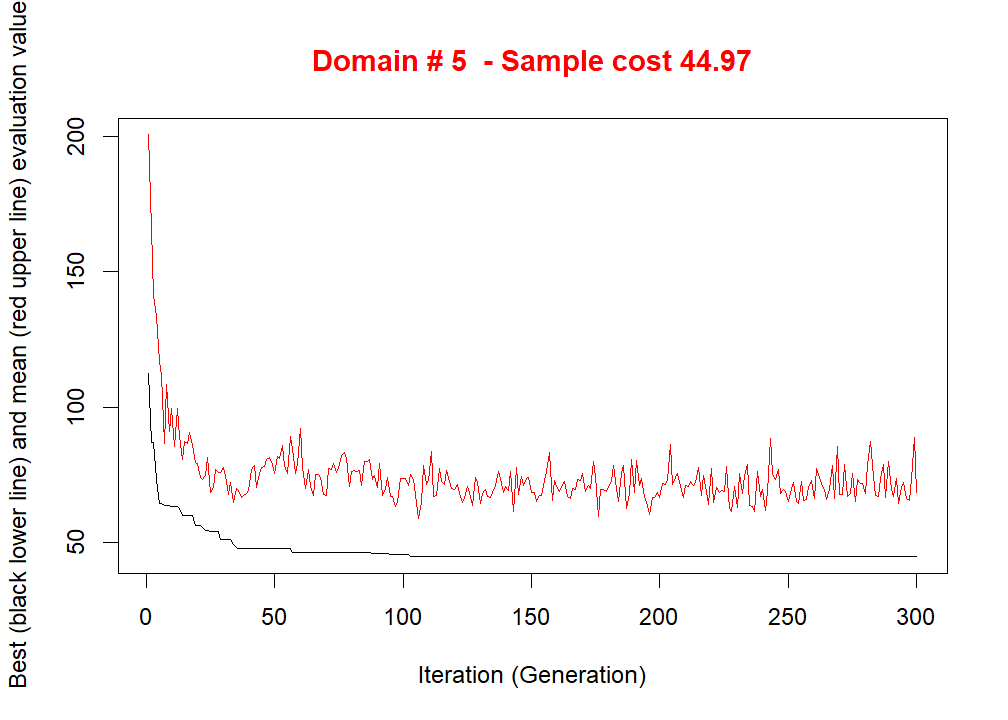 Domain # 5  - Sample cost 44.97
Best (black lower line) and mean (red upper line) evaluation value
200
150
100
50
0 50 100 150 200 250 300
Iteration (Generation)